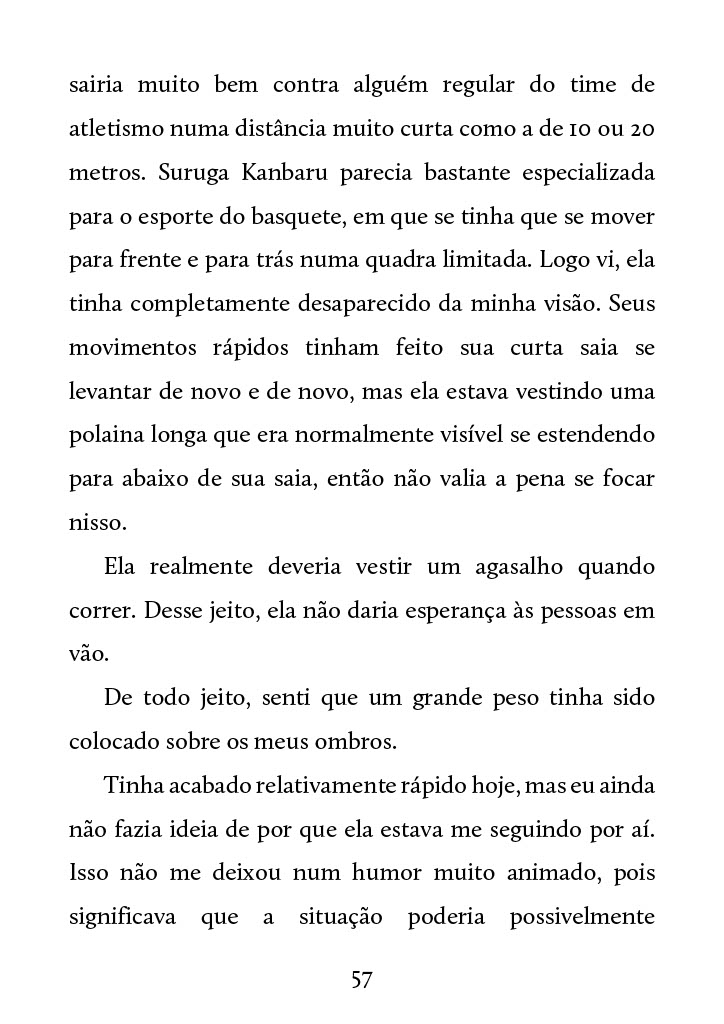 sairia muito bem contra alguém regular do time de
atletismo numa distância muito curta como a de 10 ou 20
metros. Suruga Kanbaru parecia bastante especializada
para o esporte do basquete, em que se tinha que se mover
para frente e para trás numa quadra limitada. Logo vi, ela
tinha completamente desaparecido da minha visão. Seus
movimentos rápidos tinham feito sua curta saia se
levantar de novo e de novo, mas ela estava vestindo uma
polaina longa que era normalmente visível se estendendo
para abaixo de sua saia, então não valia a pena se focar
nisso.
Ela realmente deveria vestir um agasalho quando
correr. Desse jeito, ela não daria esperança às pessoas em
vão.
De todo jeito, senti que um grande peso tinha sido
colocado sobre os meus ombros.
Tinha acabado relativamente rápido hoje, mas eu ainda
não fazia ideia de por que ela estava me seguindo por aí.
Isso não me deixou num humor muito animado, pois
significava que a situação poderia possivelmente
57